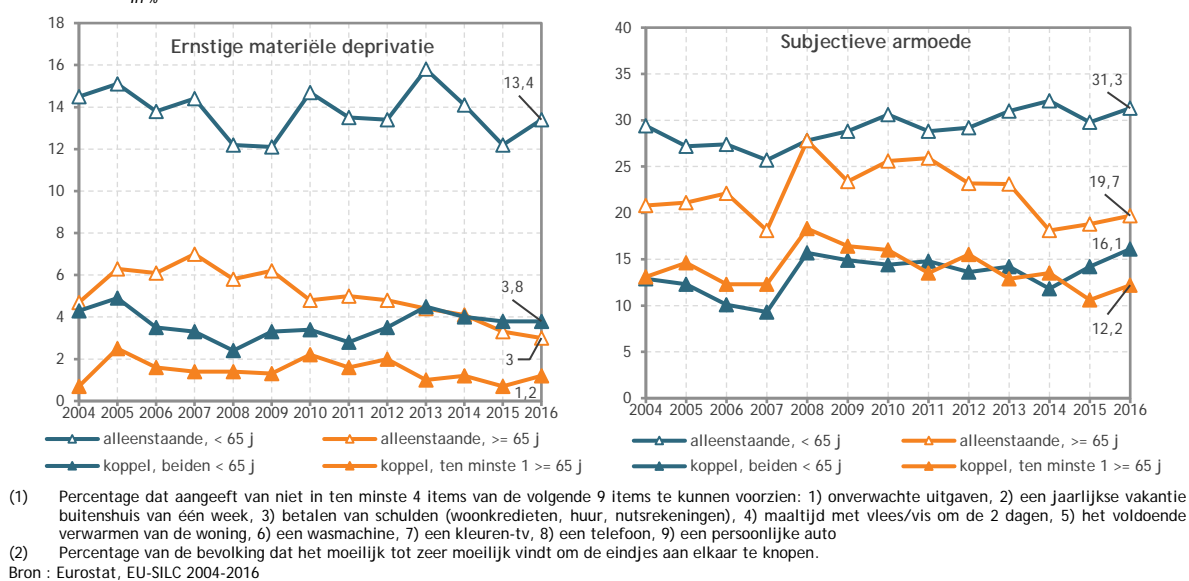 in %
Ernstige materiële deprivatie
18
16
14
12
10
8
6
4
2
0
13,4
3,8
3
1,2
2004 2005 2006 2007 2008 2009 2010 2011 2012 2013 2014 2015 2016
alleenstaande, < 65 j
alleenstaande, >= 65 j
koppel, beiden < 65 j
koppel, ten minste 1 >= 65 j
Subjectieve armoede
40
35
30
25
20
15
10
5
0
31,3
19,7
16,1
12,2
2004 2005 2006 2007 2008 2009 2010 2011 2012 2013 2014 2015 2016
alleenstaande, < 65 j
alleenstaande, >= 65 j
koppel, beiden < 65 j
koppel, ten minste 1 >= 65 j
(1) Percentage dat aangeeft van niet in ten minste 4 items van de volgende 9 items te kunnen voorzien: 1) onverwachte uitgaven, 2) een jaarlijkse vakantie
buitenshuis van één week, 3) betalen van schulden (woonkredieten, huur, nutsrekeningen), 4) maaltijd met vlees/vis om de 2 dagen, 5) het voldoende
verwarmen van de woning, 6) een wasmachine, 7) een kleuren-tv, 8) een telefoon, 9) een persoonlijke auto
(2) Percentage van de bevolking dat het moeilijk tot zeer moeilijk vindt om de eindjes aan elkaar te knopen.
Bron : Eurostat, EU-SILC 2004-2016